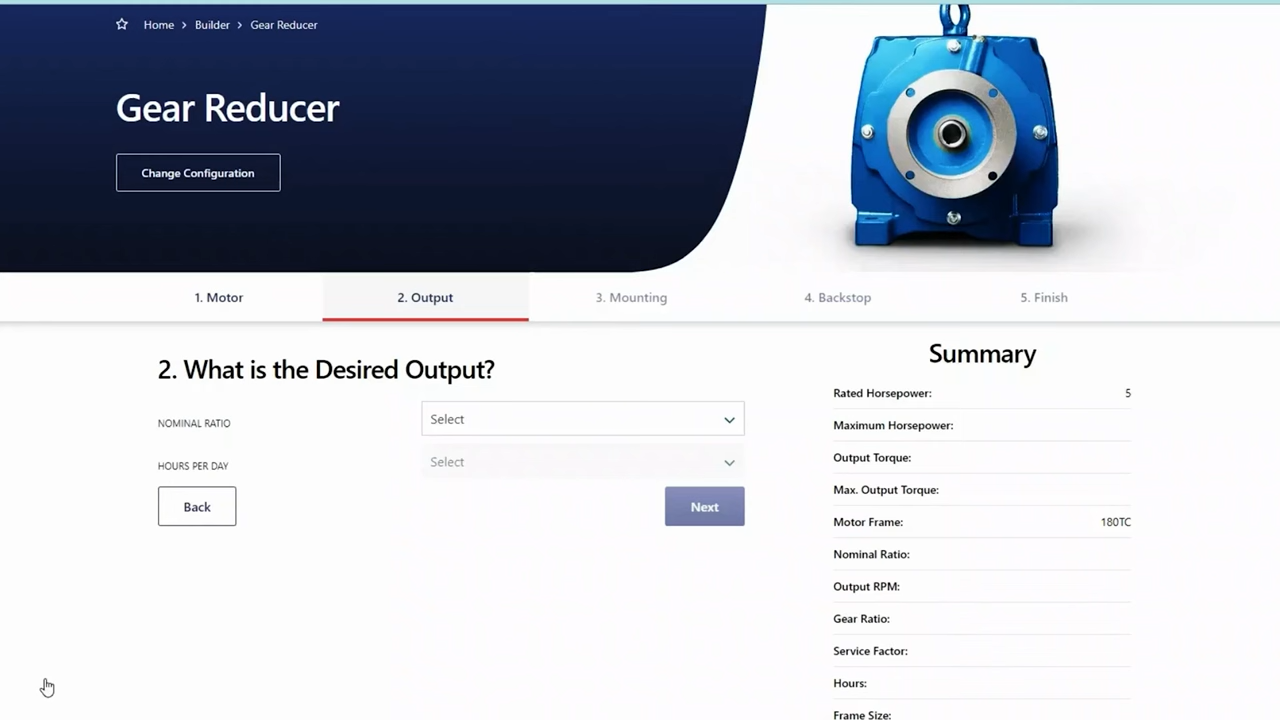 Home > Builder > Gear Reducer
Gear Reducer
Change Configuration
1. Motor
2. Output
3. Mounting
4. Backstop
5. Finish
2. What is the Desired Output?
NOMINAL RATIO
Select
HOURS PER DAY
Select
Back
Next
Summary
Rated Horsepower: 5
Maximum Horsepower:
Output Torque:
Max. Output Torque:
Motor Frame: 180TC
Nominal Ratio:
Output RPM:
Gear Ratio:
Service Factor:
Hours:
Frame Size: